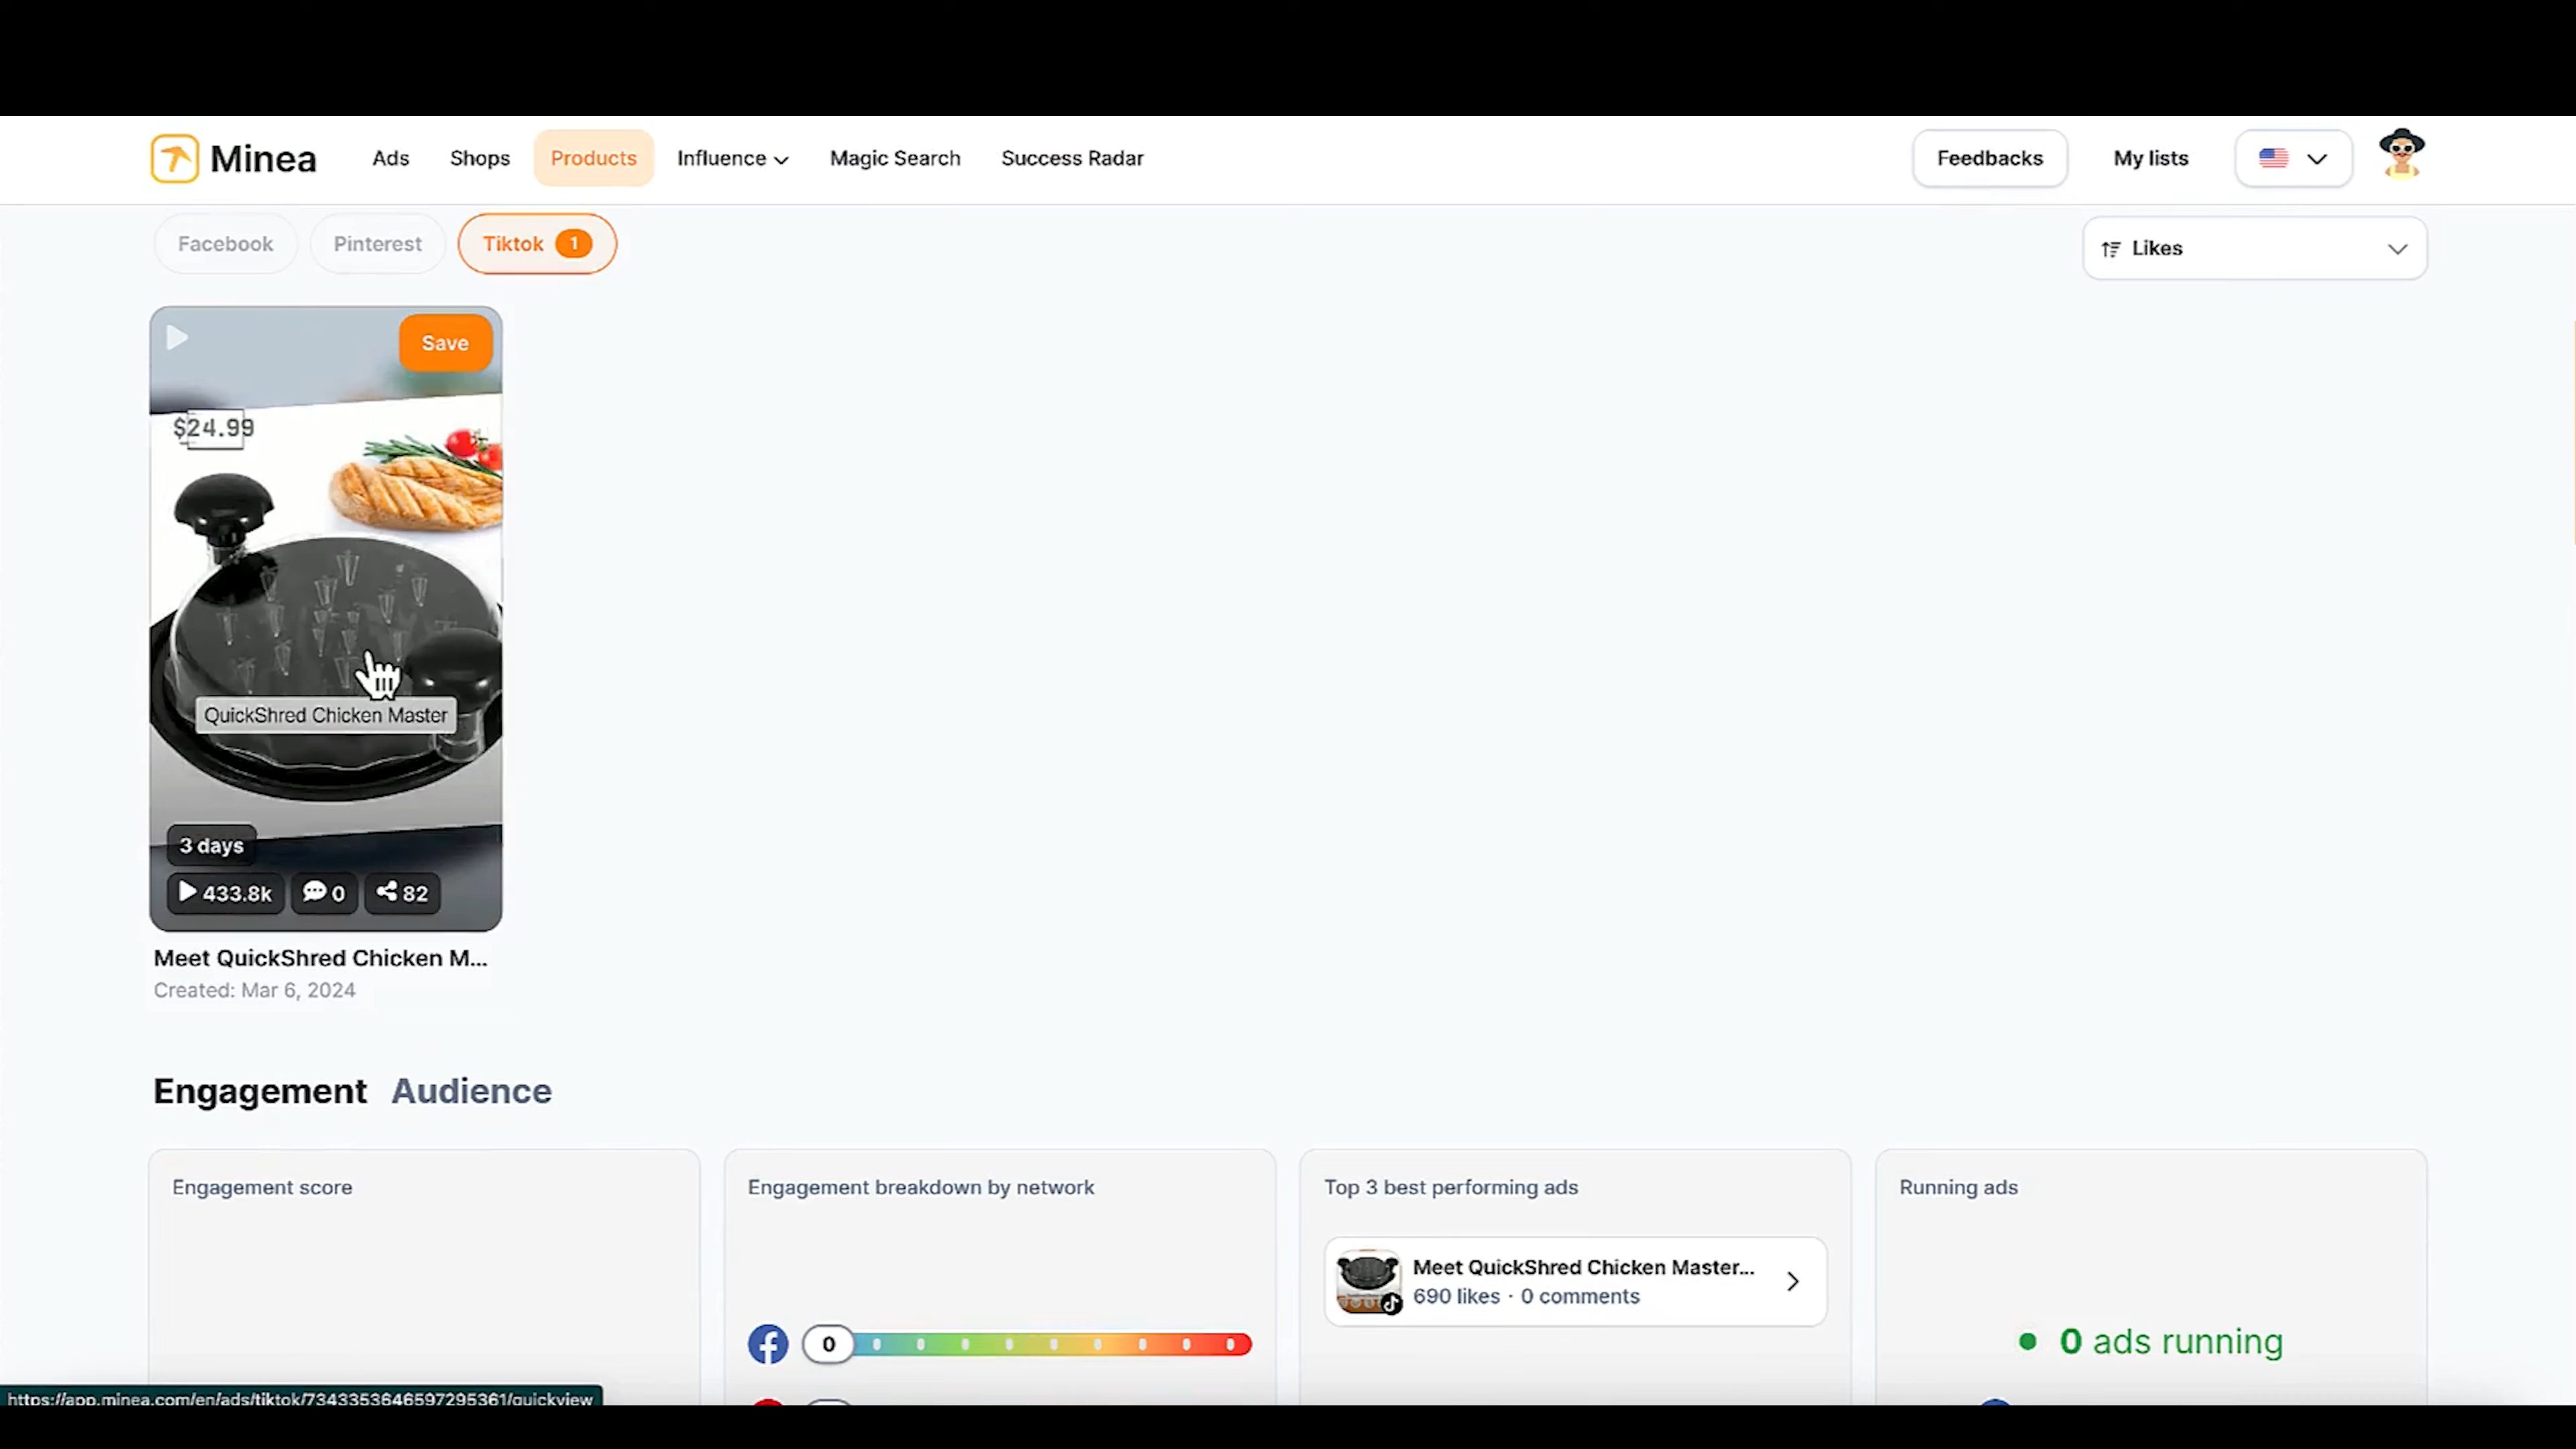 Minea
Ads
Shops
Products
Influence
Magic Search
Success Radar
Feedbacks
My lists
Facebook
Pinterest
Tiktok 1
Likes
Save
$24.99
QuickShred Chicken Master
3 days
433.8k
0
82
Meet QuickShred Chicken M...
Created: Mar 6, 2024
Engagement
Audience
Engagement score
Engagement breakdown by network
0
Top 3 best performing ads
Meet QuickShred Chicken Master...
690 likes · 0 comments
Running ads
0 ads running
https://app.minea.com/en/ads/tiktok/7343353646597295361/quickview